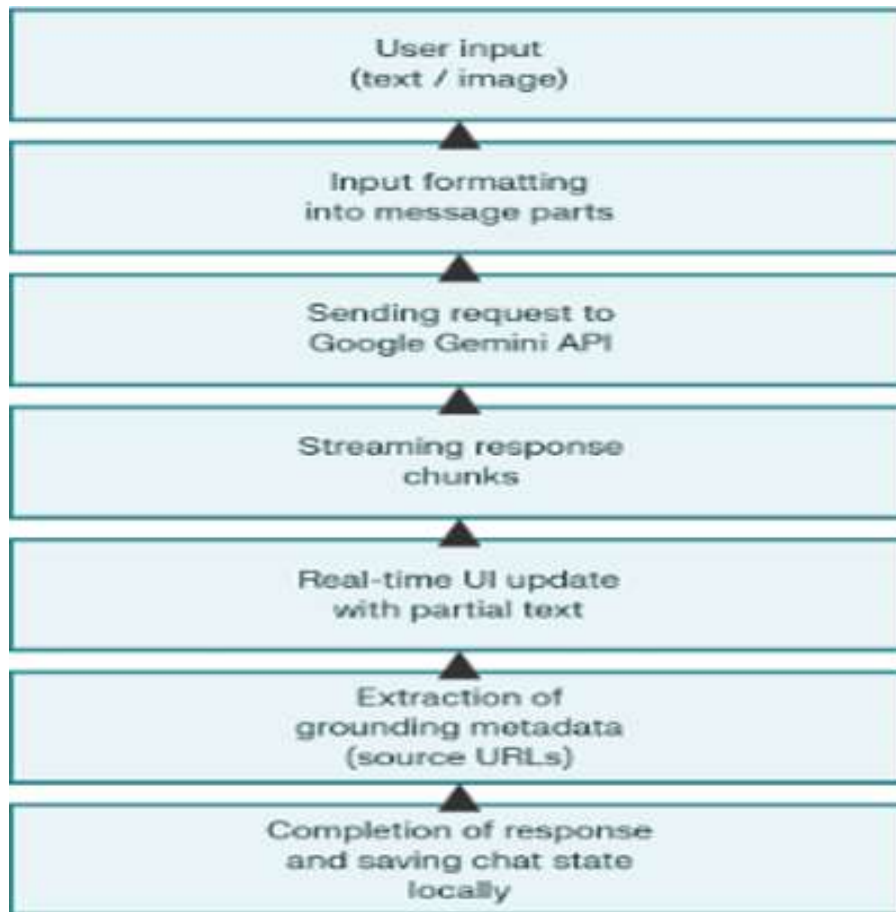 User input
(text / image)
Input formatting
into message parts
Sending request to
Google Gemini API
Streaming response
chunks
Real-time UI update
with partial text
Extraction of
grounding metadata
(source URLs)
Completion of response
and saving chat state
locally